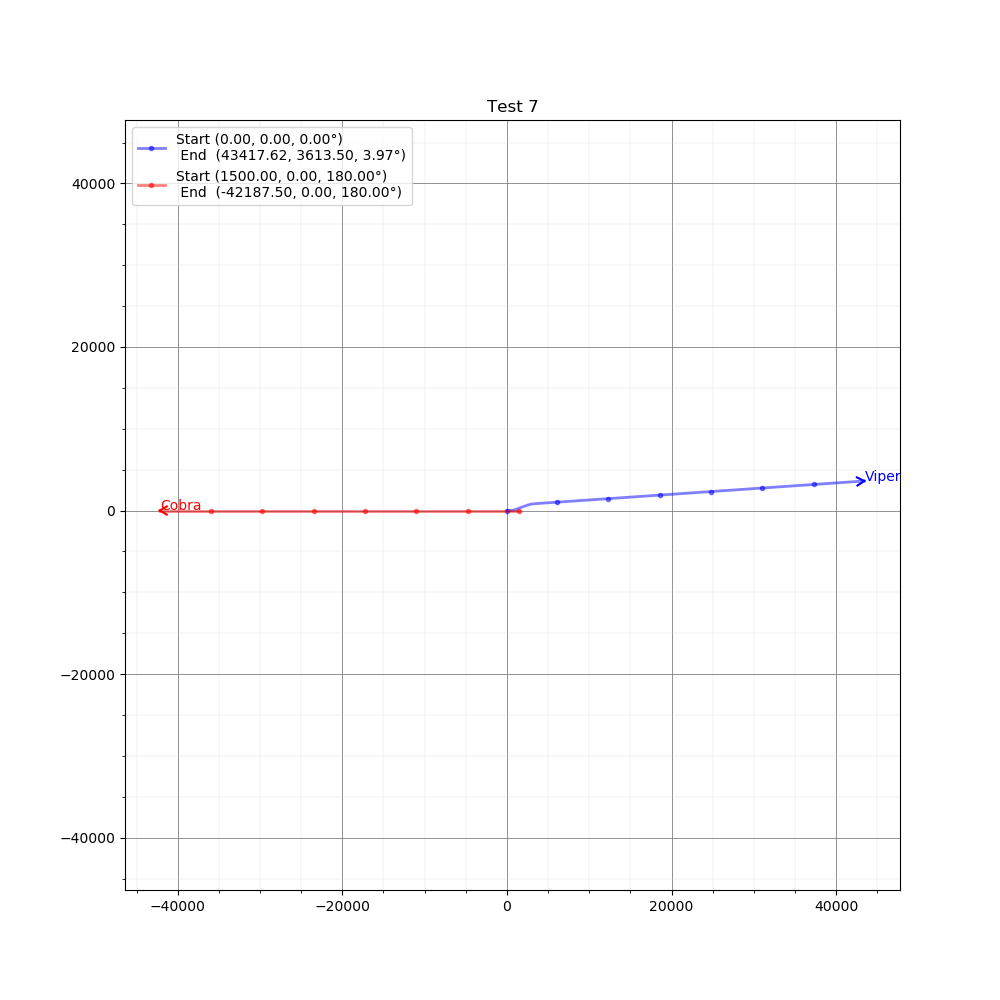 Test 7
Start (0.00, 0.00, 0.00°)
End  (43417.62, 3613.50, 3.97°)
Start (1500.00, 0.00, 180.00°)
End  (-42187.50, 0.00, 180.00°)
40000
20000
0
−20000
−40000
Viper
Cobra
−40000
−20000
0
20000
40000